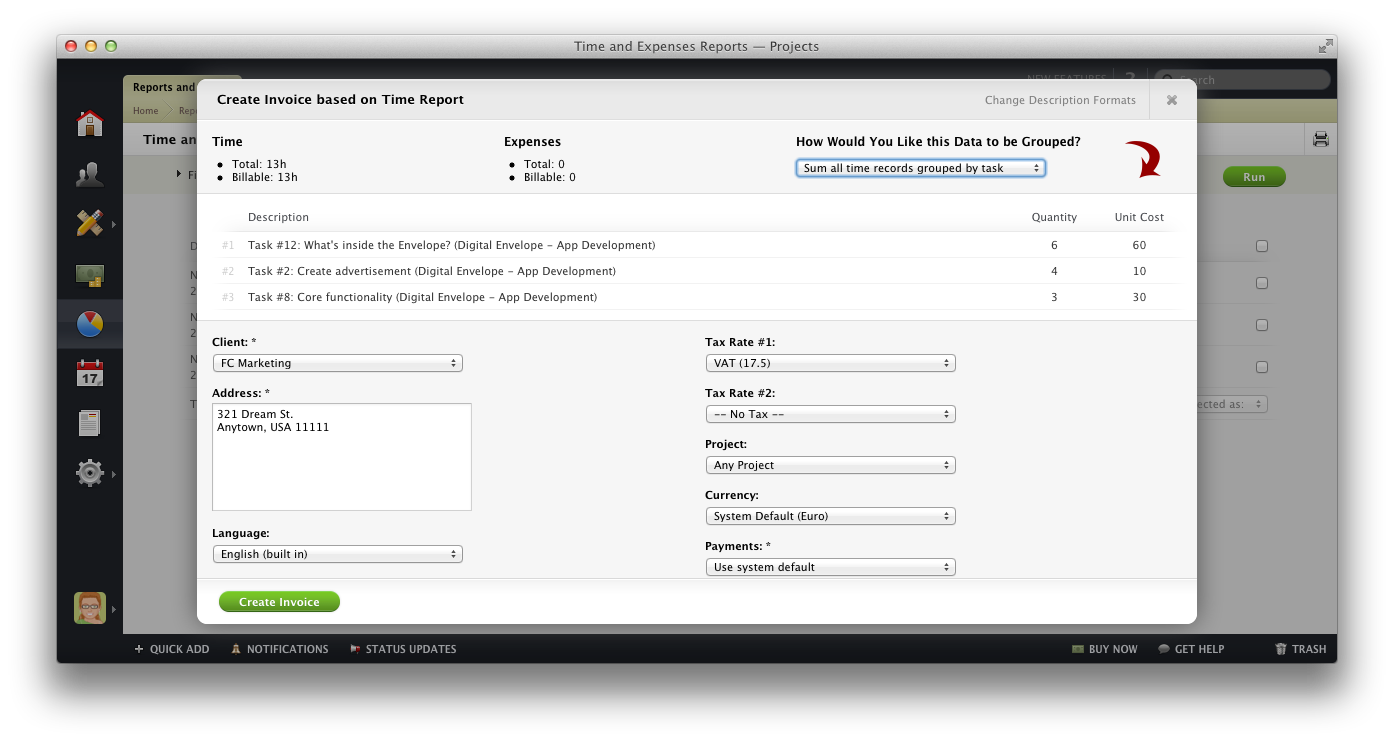 Time and Expenses Reports — Projects
NEW FEATURES ? Search
Reports and
Home
Create Invoice based on Time Report Change Description Formats
Time an
Time Expenses How Would You Like this Data to be Grouped?
Total: 13h Total: 0 Sum all time records grouped by task
Billable: 13h Billable: 0
Run
Description Quantity Unit Cost
#1 Task #12: What's inside the Envelope? (Digital Envelope - App Development) 6 60
#2 Task #2: Create advertisement (Digital Envelope - App Development) 4 10
#3 Task #8: Core functionality (Digital Envelope - App Development) 3 30
Client: * Tax Rate #1:
FC Marketing VAT (17.5)
17
Address: * Tax Rate #2:
321 Dream St. -- No Tax --
ected as:
Anytown, USA 11111
Project:
Any Project
Currency:
System Default (Euro)
Language: Payments: *
English (built in) Use system default
Create Invoice
+ QUICK ADD NOTIFICATIONS STATUS UPDATES BUY NOW GET HELP TRASH